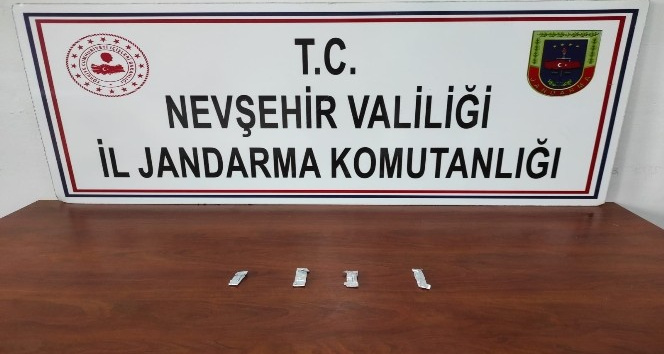 T.C.
NEVŞEHİR VALİLİĞİ
İL JANDARMA KOMUTANLIĞI